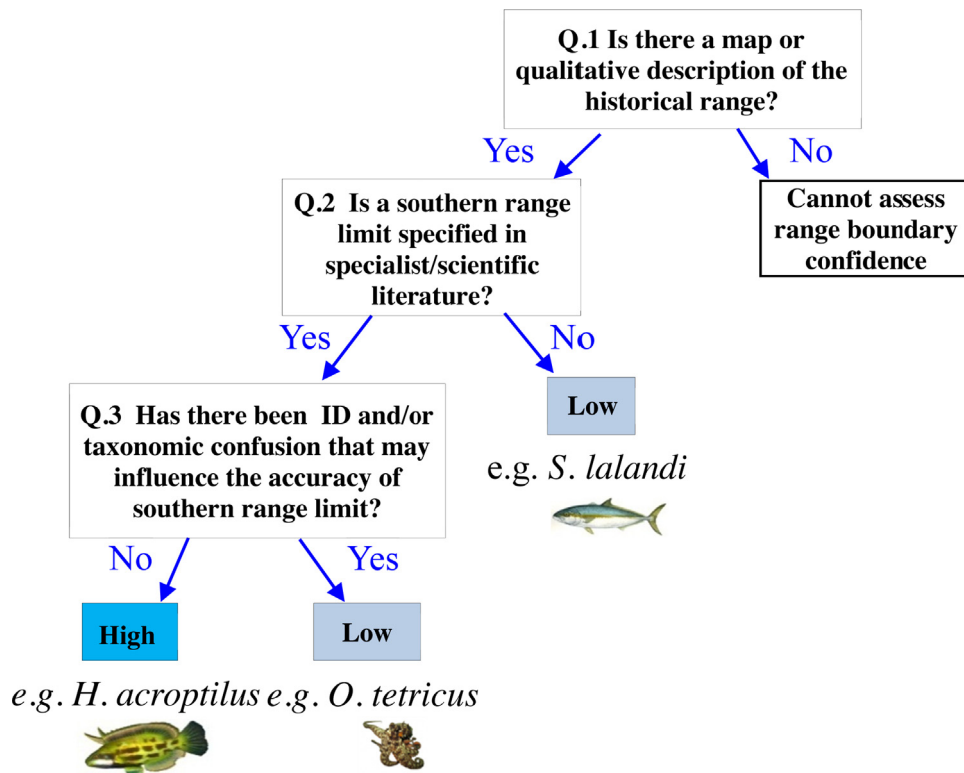 Q.1 Is there a map or
qualitative description of the
historical range?
Yes
No
Q.2 Is a southern range
limit specified in
specialist/scientific
literature?
Cannot assess
range boundary
confidence
Yes
No
Q.3 Has there been ID and/or
taxonomic confusion that may
influence the accuracy of
southern range limit?
Low
e.g. S. lalandi
No
Yes
High
Low
e.g. H. acroptilus e.g. O. tetricus